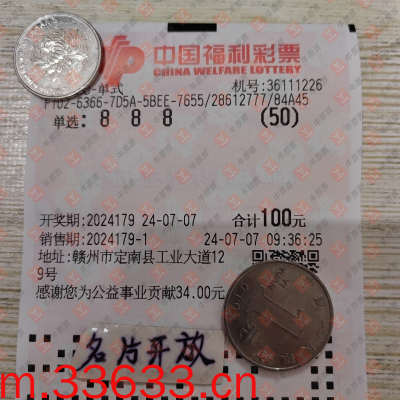 中国福利彩票
CHINA WELFARE LOTTERY
-单式 机号:36111226
F702-6366-7D5A-5BEE-7655/28612777/84A45
单选: 8 8 8 (50)
开奖期:2024179 24-07-07 合计100元
销售期:2024179-1 24-07-07 09:36:25
地址:赣州市定南县工业大道12
9号
感谢您为公益事业贡献34.00元
名片开放
m.33633.cn